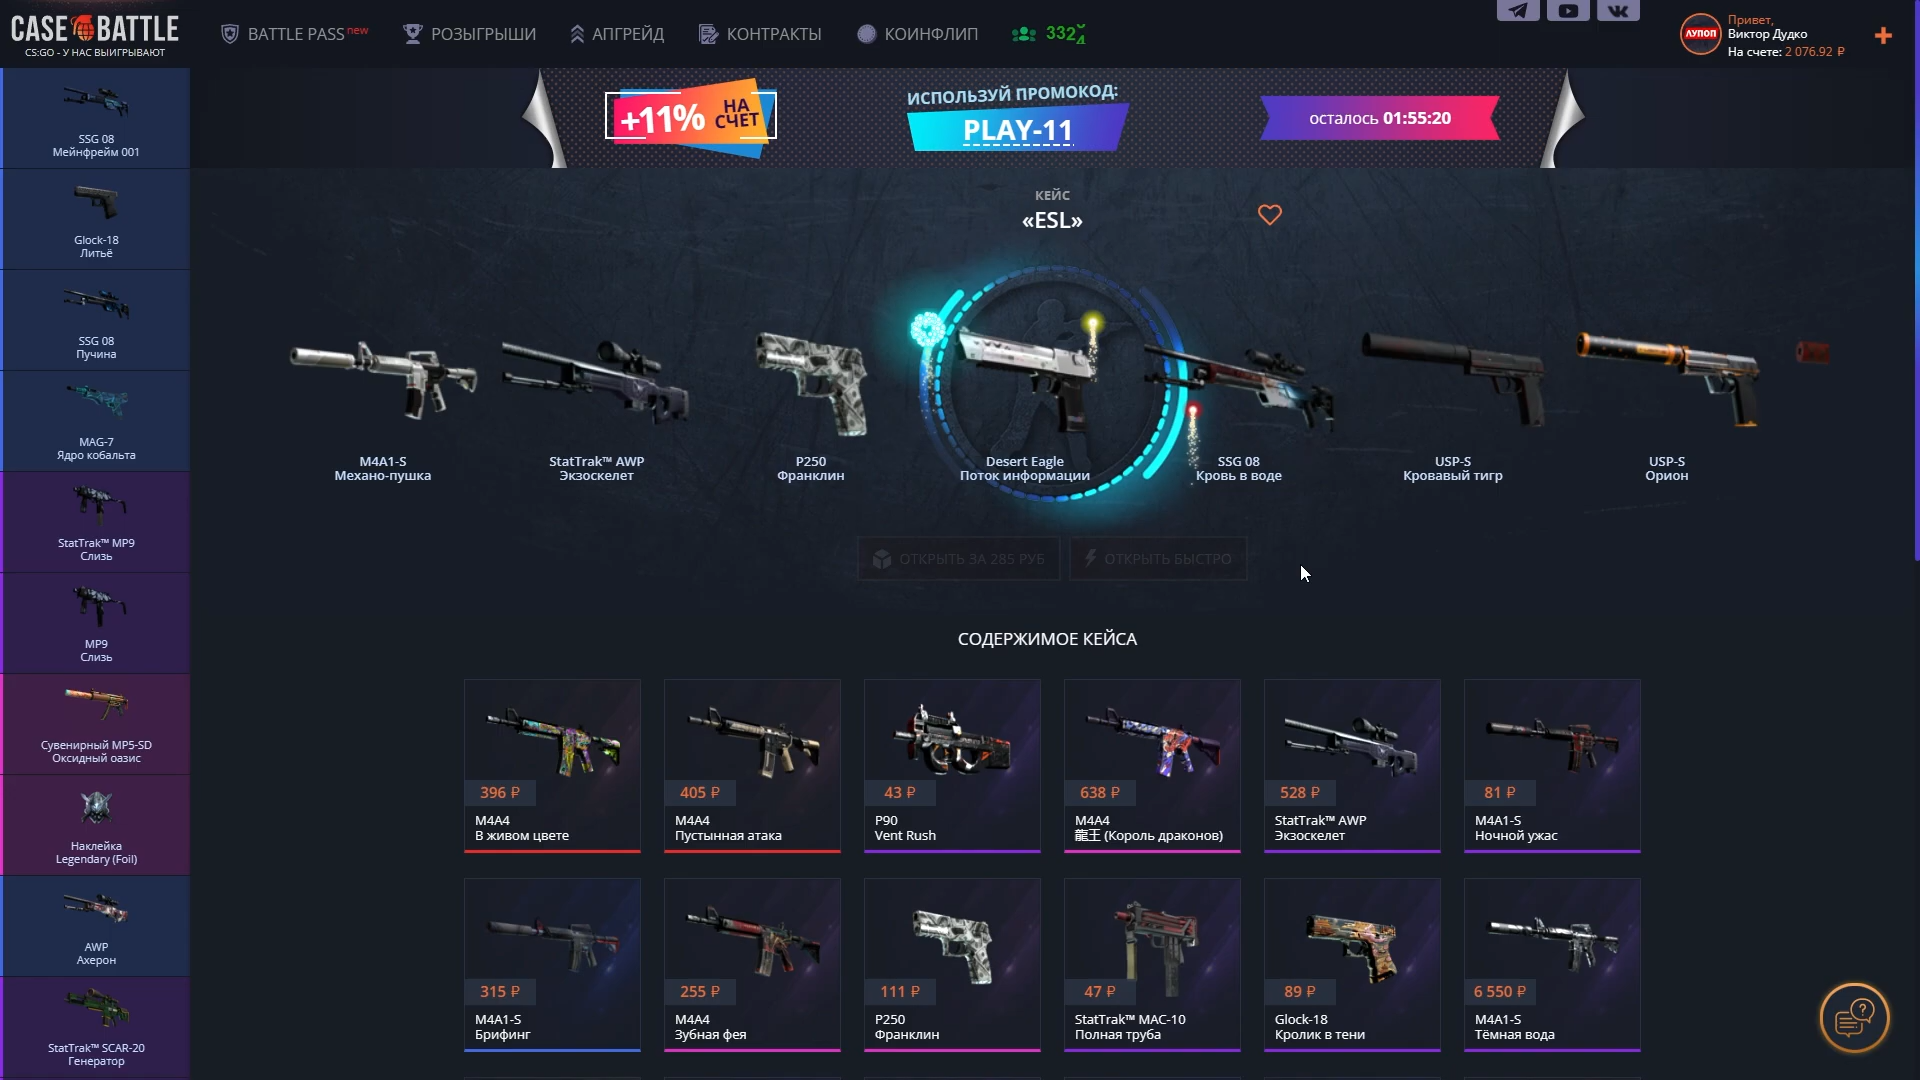 CASE BATTLE
CS:GO - У НАС ВЫИГРЫВАЮТ
BATTLE PASS new
РОЗЫГРЫШИ
АПГРЕЙД
КОНТРАКТЫ
КОИНФЛИП
332
ЛУПОП
Привет,
Виктор Дудко
На счете: 2 076.92 ₽
+11% НА СЧЕТ
ИСПОЛЬЗУЙ ПРОМОКОД:
PLAY-11
осталось 01:55:20
SSG 08
Мейнфрейм 001
Glock-18
Литьё
SSG 08
Пучина
MAG-7
Ядро кобальта
StatTrak™ MP9
Слизь
MP9
Слизь
Сувенирный MP5-SD
Оксидный оазис
Наклейка
Legendary (Foil)
AWP
Ахерон
StatTrak™ SCAR-20
Генератор
КЕЙС
«ESL»
M4A1-S
Механо-пушка
StatTrak™ AWP
Экзоскелет
P250
Франклин
Desert Eagle
Поток информации
SSG 08
Кровь в воде
USP-S
Кровавый тигр
USP-S
Орион
ОТКРЫТЬ ЗА 285 РУБ
ОТКРЫТЬ БЫСТРО
СОДЕРЖИМОЕ КЕЙСА
396 ₽
M4A4
В живом цвете
405 ₽
M4A4
Пустынная атака
43 ₽
P90
Vent Rush
638 ₽
M4A4
龍王 (Король драконов)
528 ₽
StatTrak™ AWP
Экзоскелет
81 ₽
M4A1-S
Ночной ужас
315 ₽
M4A1-S
Брифинг
255 ₽
M4A4
Зубная фея
111 ₽
P250
Франклин
47 ₽
StatTrak™ MAC-10
Полная труба
89 ₽
Glock-18
Кролик в тени
6 550 ₽
M4A1-S
Тёмная вода